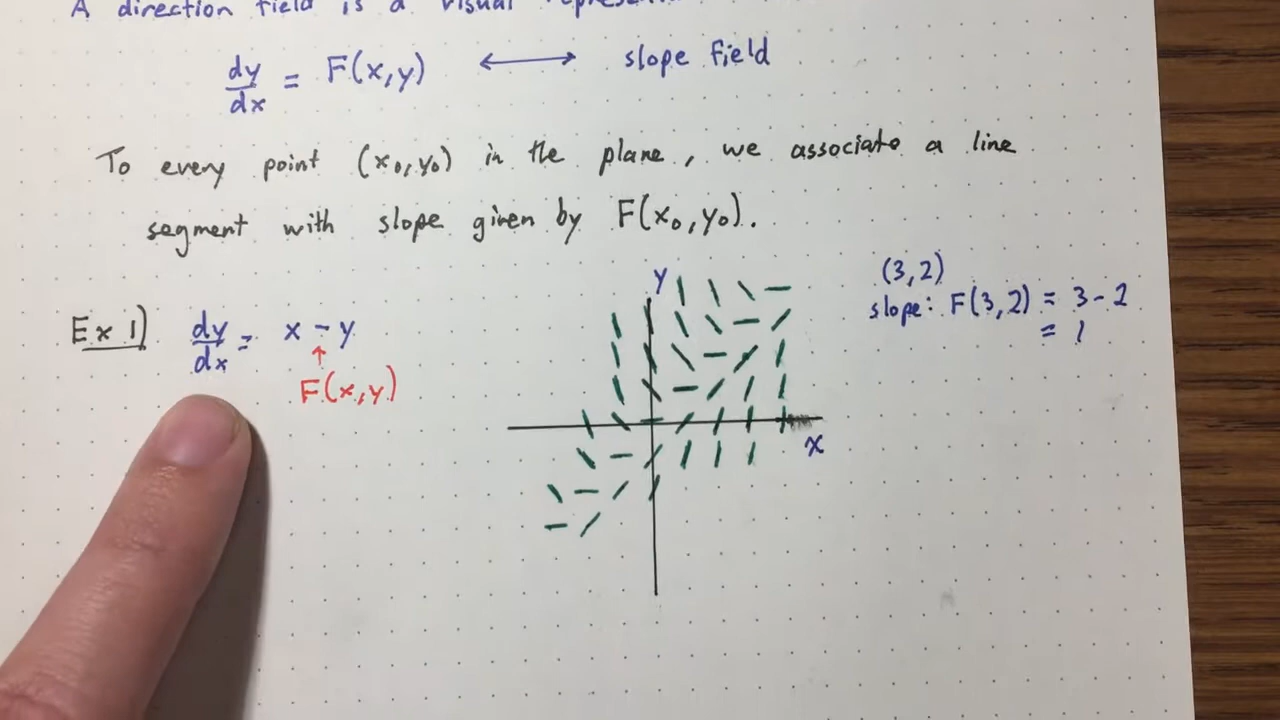 A direction field is a visual
dy/dx = F(x,y) ⟷ slope field
To every point (x₀,y₀) in the plane, we associate a line
segment with slope given by F(x₀,y₀).
Ex 1) dy/dx = x - y
↑
F(x,y)
y
x
(3,2)
slope: F(3,2) = 3-2
= 1